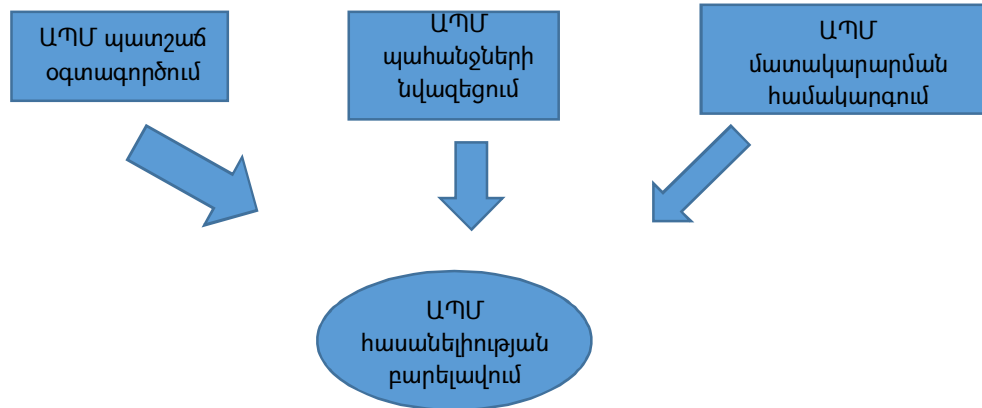 ԱՊՄ պատշաճ
օգտագործում
ԱՊՄ
պահանջների
նվազեցում
ԱՊՄ
մատակարարման
համակարգում
ԱՊՄ
հասանելիության
բարելավում